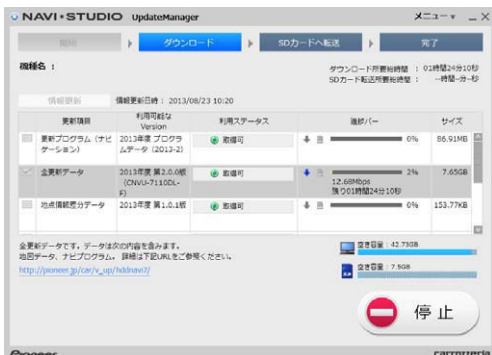 NAVI•STUDIO UpdateManager
メニュー
開始
ダウンロード
SDカードへ転送
完了
機種名 :
ダウンロード所要時間 : 01時間24分10秒
SDカード転送所要時間 : --時間--分--秒
情報更新
情報更新日時 : 2013/08/23 10:20
更新項目
利用可能な
Version
利用ステータス
進捗バー
サイズ
更新プログラム (ナビ
ゲーション)
2013年度 プログラ
ムデータ (2013-2)
取得可
0%
86.91MB
全更新データ
2013年度 第2.0.0版
(CNVU-7110DL-
F)
取得可
2%
7.65GB
12.68Mbps
残り01時間24分10秒
地点情報差分データ
2013年度 第1.0.1版
取得可
0%
153.77KB
全更新データです。データは次の内容を含みます。
地図データ、ナビプログラム。 詳細は下記URLをご参照ください。
http://pioneer.jp/car/v_up/hddnavi7/
空き容量 : 42.73GB
空き容量 : 7.5GB
停止
Pioneer
carrozzeria